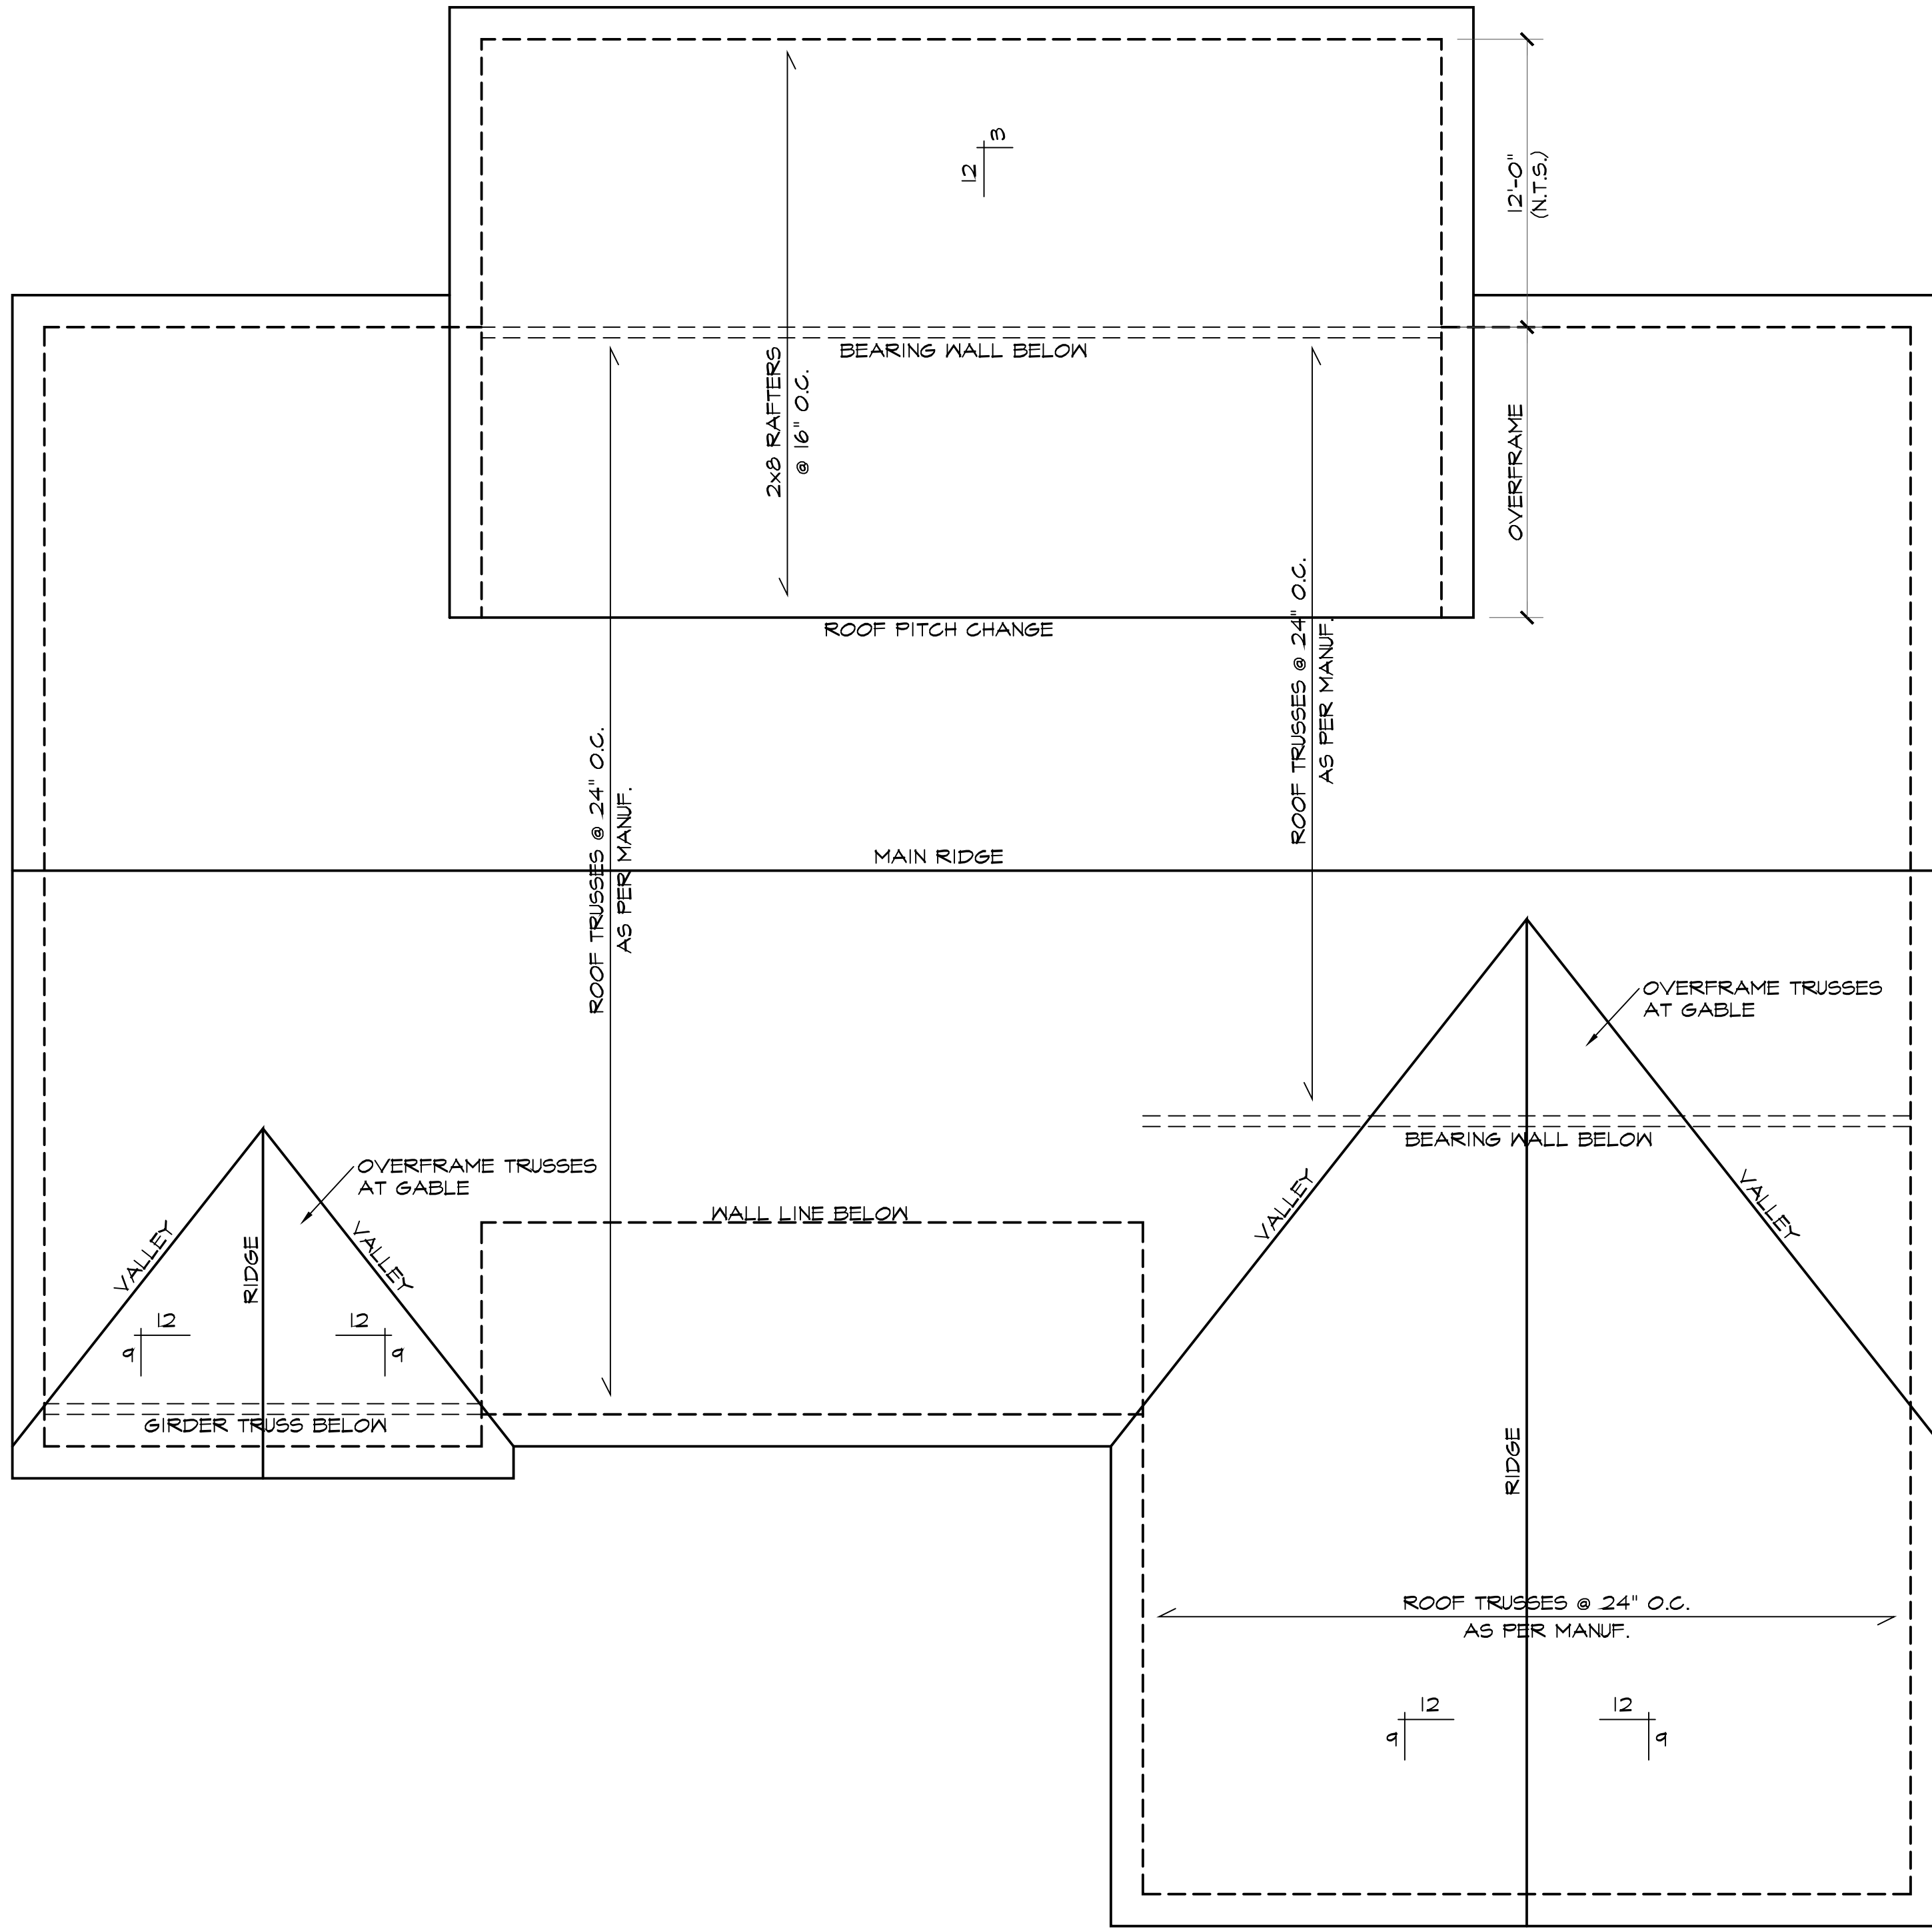 3
12
12'-0"
(N.T.S.)
BEARING WALL BELOW
2x8 RAFTERS
@ 16" O.C.
OVERFRAME
ROOF PITCH CHANGE
ROOF TRUSSES @ 24" O.C.
AS PER MANUF.
ROOF TRUSSES @ 24" O.C.
AS PER MANUF.
MAIN RIDGE
OVERFRAME TRUSSES
AT GABLE
BEARING WALL BELOW
OVERFRAME TRUSSES
AT GABLE
WALL LINE BELOW
VALLEY
RIDGE
VALLEY
VALLEY
VALLEY
12
9
12
9
GIRDER TRUSS BELOW
RIDGE
ROOF TRUSSES @ 24" O.C.
AS PER MANUF.
12
9
12
9